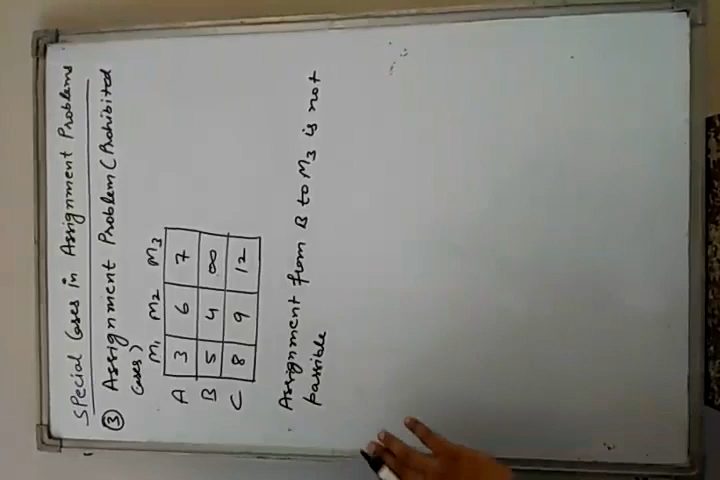 Special Cases in Assignment Problems
③ Assignment Problem (Prohibited
Cases)
M1 M2 M3
A 3 6 7
B 5 4 ∞
C 8 9 12
Assignment from B to M3 is not
possible